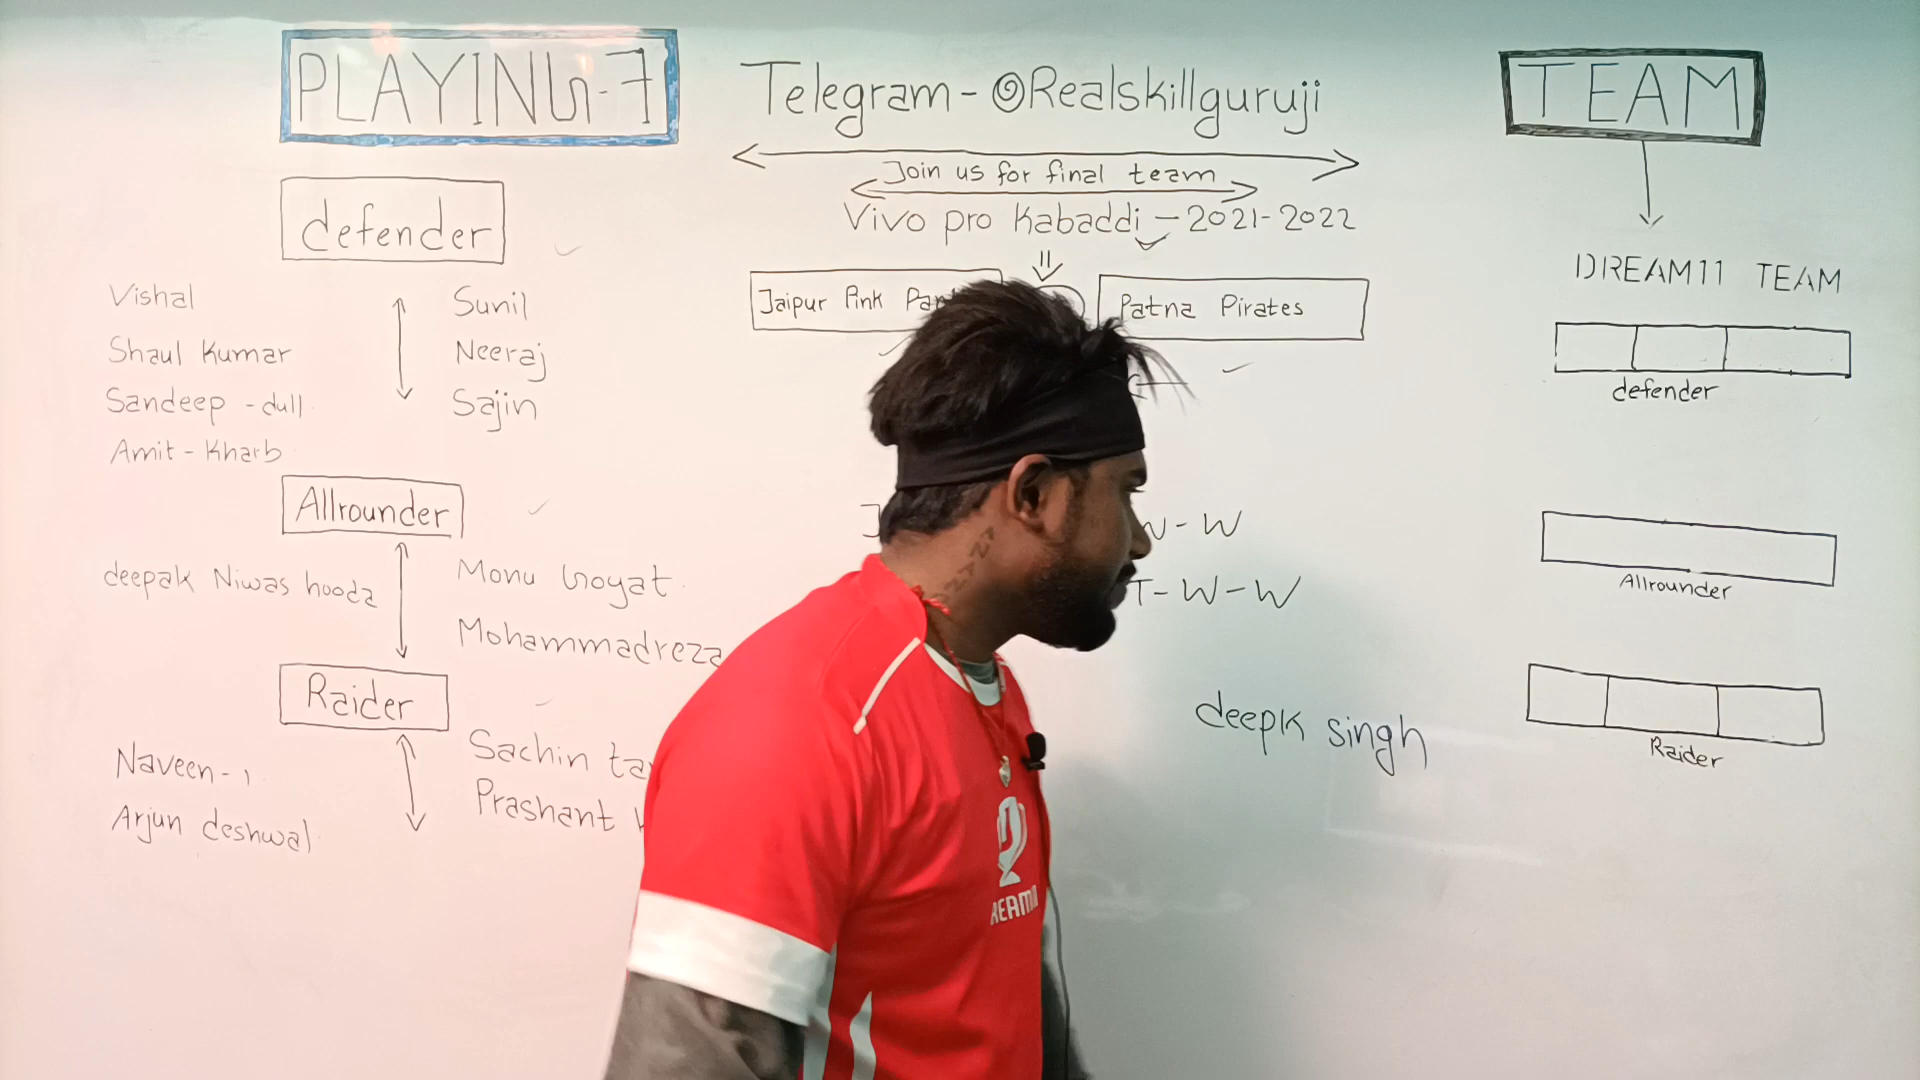 PLAYING-7
Telegram - @Realskillguruji
TEAM
Join us for final team
Vivo pro Kabaddi - 2021-2022
defender
DREAM11 TEAM
Jaipur Pink
Patna Pirates
Vishal
Sunil
Shaul Kumar
Neeraj
Sandeep - dull
Sajin
Amit - Kharb
defender
Allrounder
W - W
deepak Niwas hooda
Monu Goyat
T - W - W
Allrounder
Mohammadreza
Raider
deepk singh
Raider
Naveen - 1
Sachin
Arjun deshwal
Prashant